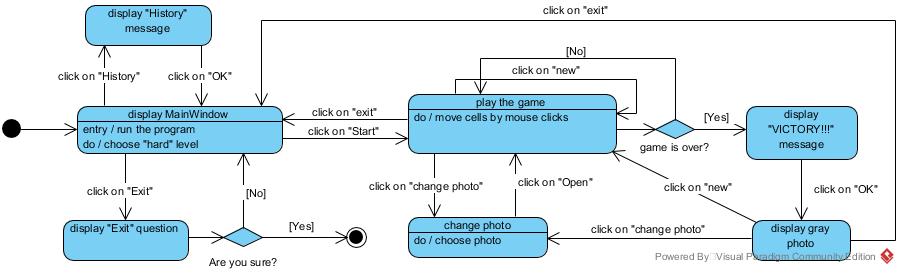 click on "exit"
display "History"
message
[No]
click on "History"
click on "OK"
click on "new"
display MainWindow
entry / run the program
do / choose "hard" level
click on "exit"
click on "Start"
play the game
do / move cells by mouse clicks
[Yes]
game is over?
display
"VICTORY!!!"
message
click on "Exit"
[No]
click on "change photo"
click on "Open"
click on "new"
click on "OK"
display "Exit" question
[Yes]
Are you sure?
change photo
do / choose photo
click on "change photo"
display gray
photo
Powered By Visual Paradigm Community Edition